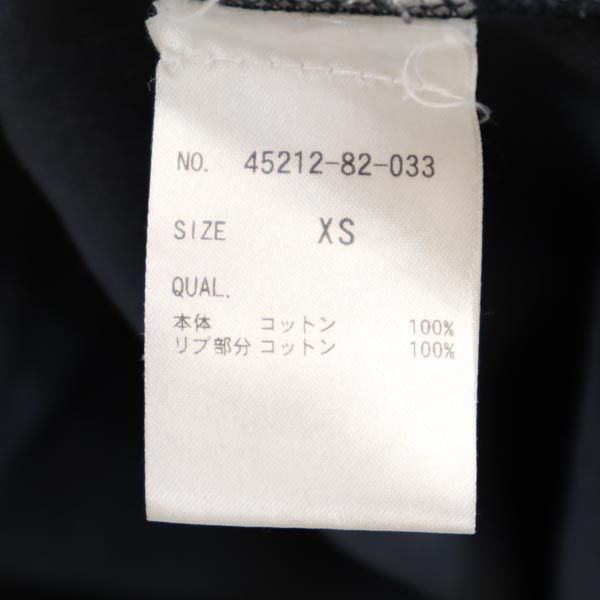 NO. 45212-82-033
SIZE XS
QUAL.
本体 コットン 100%
リブ部分 コットン 100%